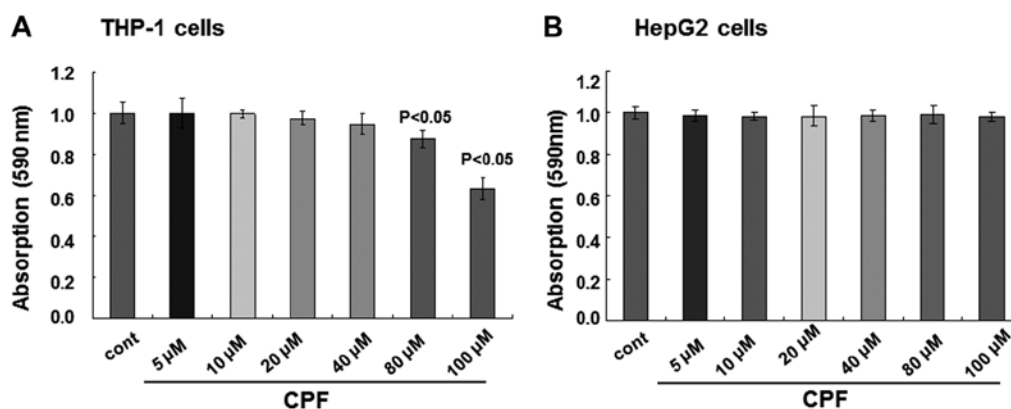 A THP-1 cells
Absorption (590 nm)
1.2
1.0
0.8
0.6
0.4
0.2
0.0
P<0.05
P<0.05
cont
5 µM
10 µM
20 µM
40 µM
80 µM
100 µM
CPF
B HepG2 cells
Absorption (590nm)
1.2
1.0
0.8
0.6
0.4
0.2
0.0
cont
5 µM
10 µM
20 µM
40 µM
80 µM
100 µM
CPF